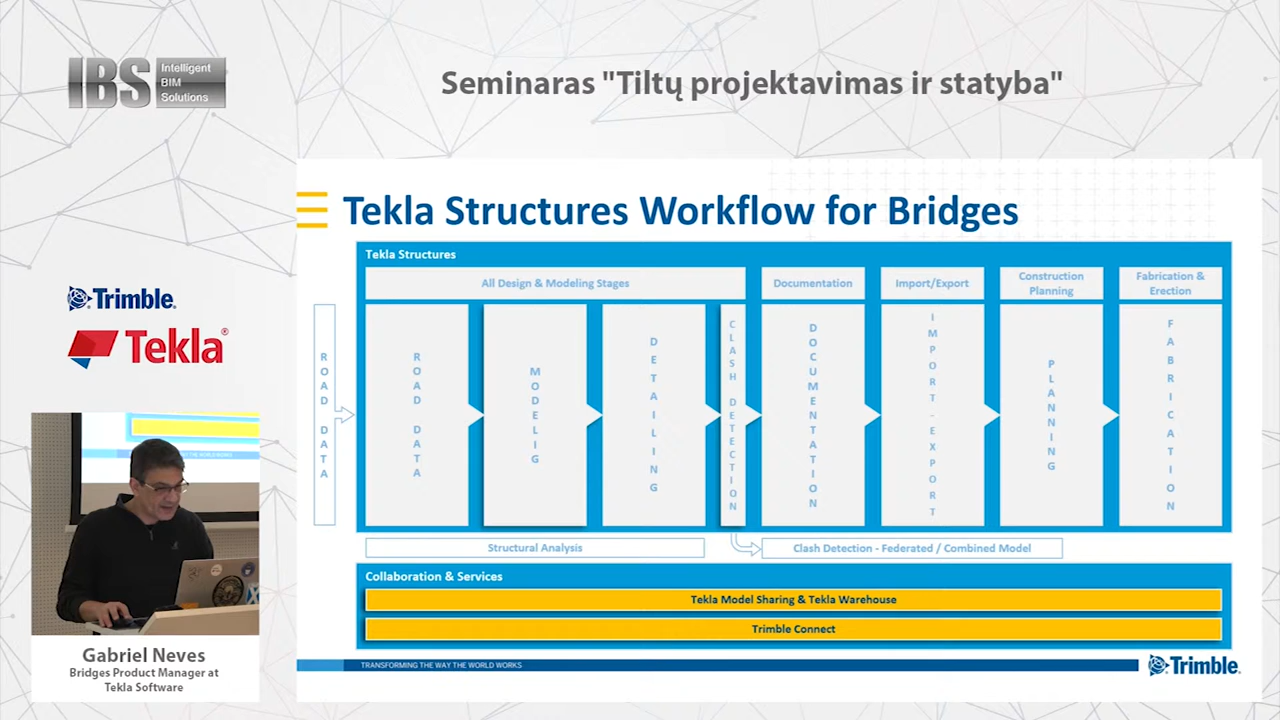 IBS
Intelligent
BIM
Solutions
Seminaras "Tiltų projektavimas ir statyba"
Trimble.
Tekla®
Tekla Structures Workflow for Bridges
Tekla Structures
All Design & Modeling Stages
Documentation
Import/Export
Construction
Planning
Fabrication &
Erection
ROAD DATA
ROAD DATA
MODELIG
DETAILING
CLASH DETECTION
DOCUMENTATION
IMPORT-EXPORT
PLANNING
FABRICATION
Structural Analysis
Clash Detection - Federated / Combined Model
Collaboration & Services
Tekla Model Sharing & Tekla Warehouse
Trimble Connect
TRANSFORMING THE WAY THE WORLD WORKS
Trimble.
Gabriel Neves
Bridges Product Manager at
Tekla Software